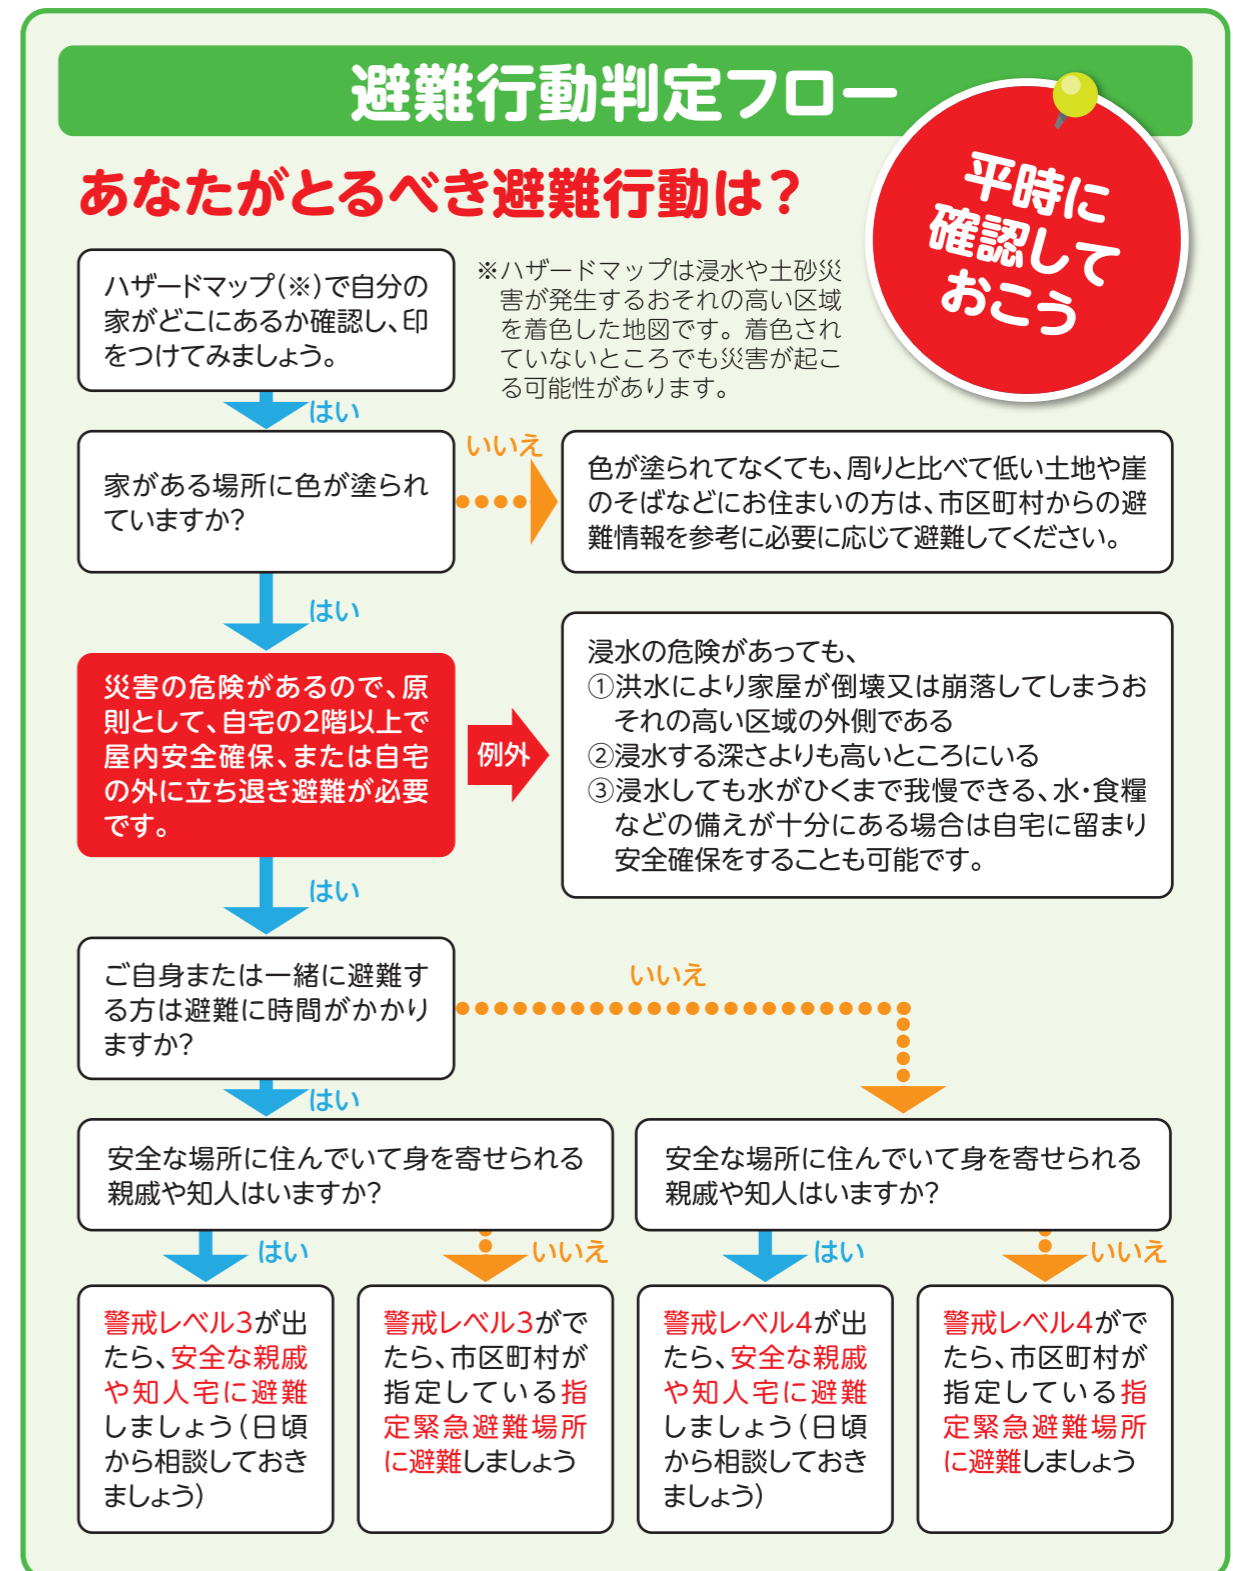 避難行動判定フロー
あなたがとるべき避難行動は？
平時に
確認して
おこう
ハザードマップ(※)で自分の
家がどこにあるか確認し、印
をつけてみましょう。
※ハザードマップは浸水や土砂災
害が発生するおそれの高い区域
を着色した地図です。着色され
ていないところでも災害が起こ
る可能性があります。
はい
家がある場所に色が塗られ
ていますか?
いいえ
色が塗られてなくても、周りと比べて低い土地や崖
のそばなどにお住まいの方は、市区町村からの避
難情報を参考に必要に応じて避難してください。
はい
災害の危険があるので、原
則として、自宅の2階以上で
屋内安全確保、または自宅
の外に立ち退き避難が必要
です。
例外
浸水の危険があっても、
①洪水により家屋が倒壊又は崩落してしまうお
それの高い区域の外側である
②浸水する深さよりも高いところにいる
③浸水しても水がひくまで我慢できる、水・食糧
などの備えが十分にある場合は自宅に留まり
安全確保をすることも可能です。
はい
ご自身または一緒に避難す
る方は避難に時間がかかり
ますか?
いいえ
はい
安全な場所に住んでいて身を寄せられる
親戚や知人はいますか?
安全な場所に住んでいて身を寄せられる
親戚や知人はいますか?
はい
いいえ
はい
いいえ
警戒レベル3が出
たら、安全な親戚
や知人宅に避難
しましょう(日頃
から相談しておき
ましょう)
警戒レベル3がで
たら、市区町村が
指定している指
定緊急避難場所
に避難しましょう
警戒レベル4が出
たら、安全な親戚
や知人宅に避難
しましょう(日頃
から相談しておき
ましょう)
警戒レベル4がで
たら、市区町村が
指定している指
定緊急避難場所
に避難しましょう